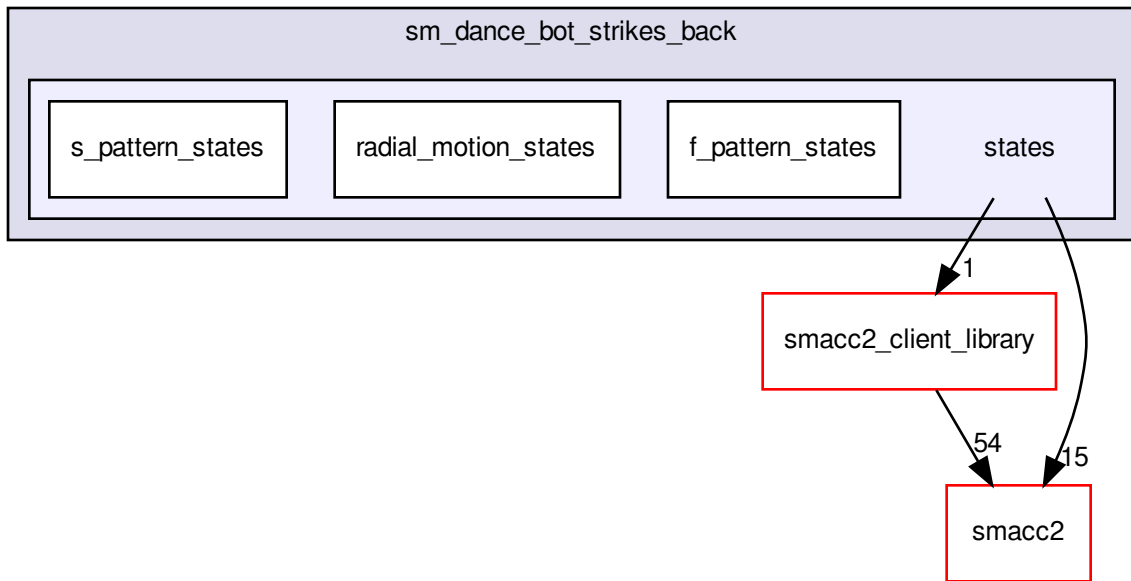 sm_dance_bot_strikes_back
s_pattern_states
radial_motion_states
f_pattern_states
states
1
smacc2_client_library
54
15
smacc2